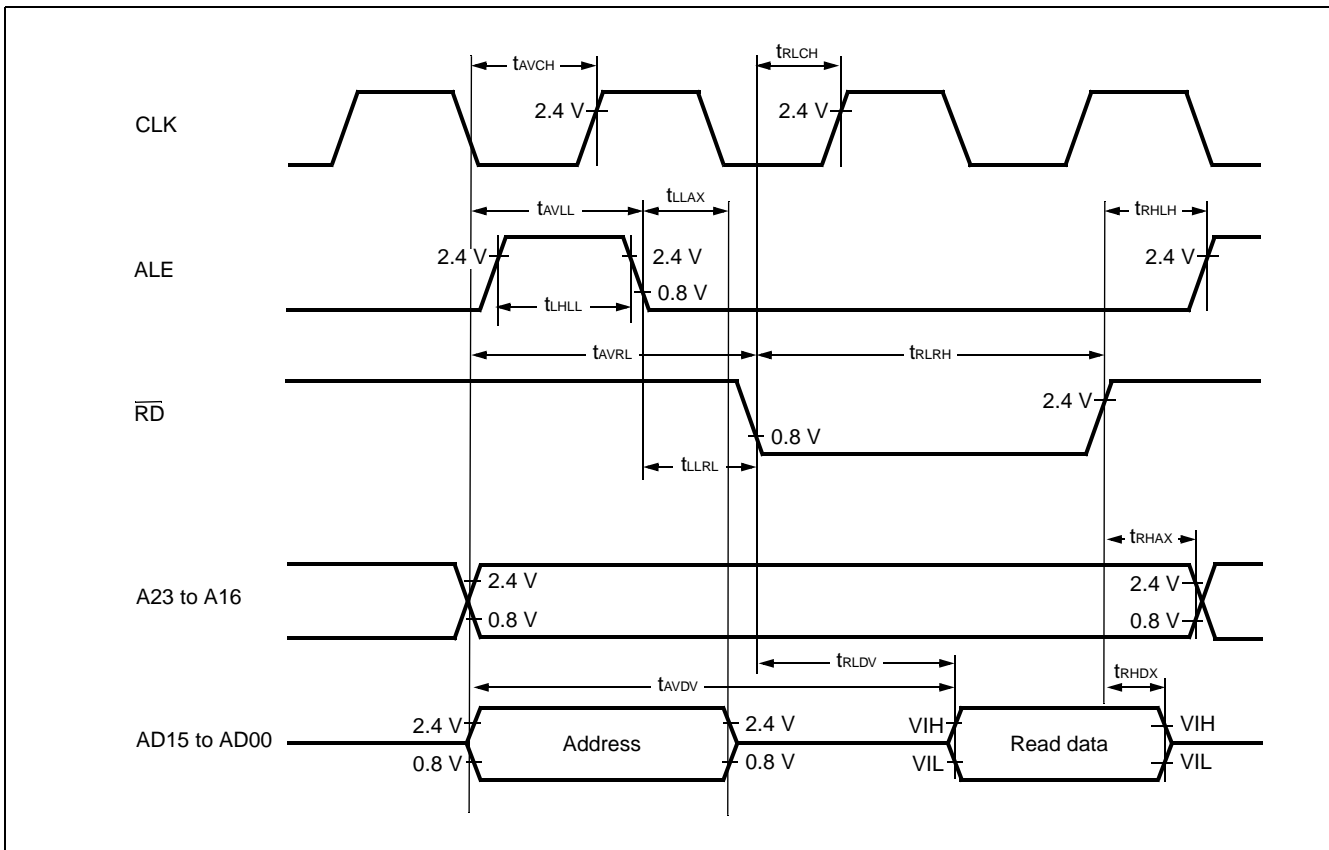 tAVCH
tRLCH
CLK
2.4 V
2.4 V
tAVLL
tLLAX
tRHLH
ALE
2.4 V
2.4 V
2.4 V
0.8 V
tLHLL
tAVRL
tRLRH
RD
2.4 V
0.8 V
tLLRL
tRHAX
A23 to A16
2.4 V
2.4 V
0.8 V
0.8 V
tRLDV
tAVDV
tRHDX
AD15 to AD00
2.4 V
Address
2.4 V
VIH
Read data
VIH
0.8 V
0.8 V
VIL
VIL